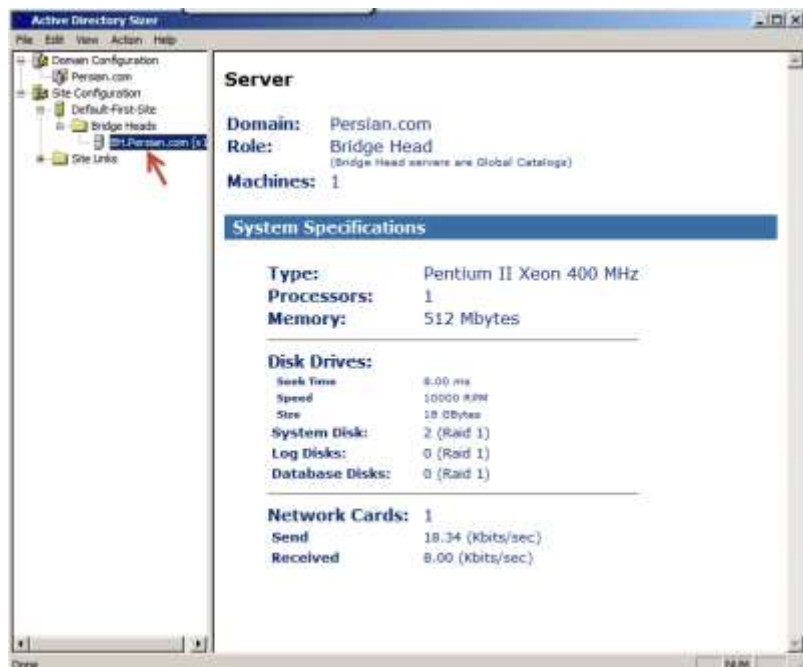 Active Directory Sizer
File Edit View Action Help
Domain Configuration
Persian.com
Site Configuration
Default-First-Site
Bridge Heads
BH.Persian.com (x1
Site Links
Server
Domain: Persian.com
Role: Bridge Head
(Bridge Head servers are Global Catalogs)
Machines: 1
System Specifications
Type: Pentium II Xeon 400 MHz
Processors: 1
Memory: 512 Mbytes
Disk Drives:
Seek Time 8.00 ms
Speed 10000 RPM
Size 18 GBytes
System Disk: 2 (Raid 1)
Log Disks: 0 (Raid 1)
Database Disks: 0 (Raid 1)
Network Cards: 1
Send 18.34 (Kbits/sec)
Received 8.00 (Kbits/sec)
Done NUM